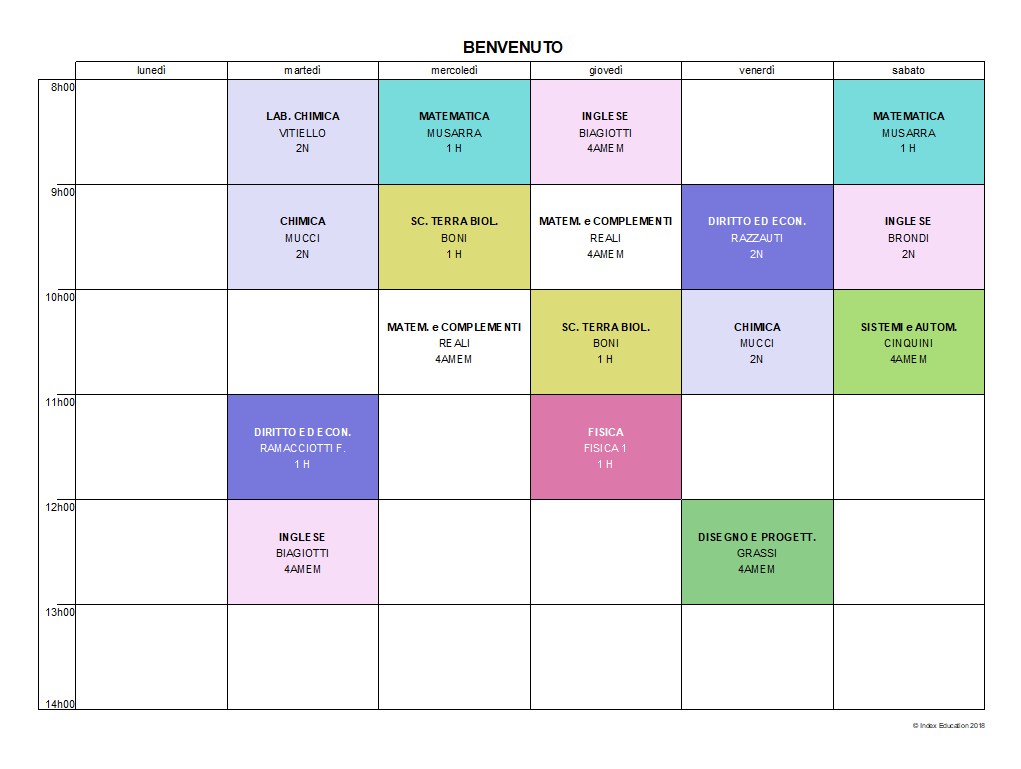 BENVENUTO
lunedì martedì mercoledì giovedì venerdì sabato
8h00
LAB. CHIMICA
VITIELLO
2N
MATEMATICA
MUSARRA
1 H
INGLESE
BIAGIOTTI
4AMEM
MATEMATICA
MUSARRA
1 H
9h00
CHIMICA
MUCCI
2N
SC. TERRA BIOL.
BONI
1 H
MATEM. e COMPLEMENTI
REALI
4AMEM
DIRITTO ED ECON.
RAZZAUTI
2N
INGLESE
BRONDI
2N
10h00
MATEM. e COMPLEMENTI
REALI
4AMEM
SC. TERRA BIOL.
BONI
1 H
CHIMICA
MUCCI
2N
SISTEMI e AUTOM.
CINQUINI
4AMEM
11h00
DIRITTO ED ECON.
RAMACCIOTTI F.
1 H
FISICA
FISICA 1
1 H
12h00
INGLESE
BIAGIOTTI
4AMEM
DISEGNO E PROGETT.
GRASSI
4AMEM
13h00
14h00
© Index Education 2018